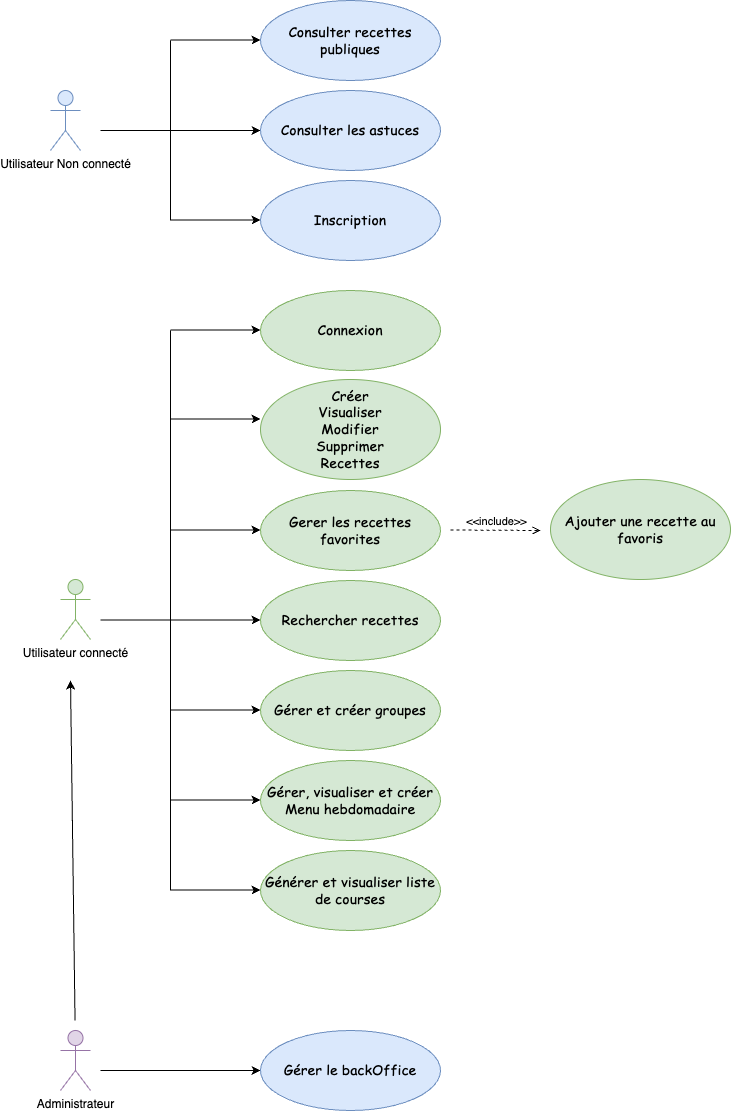 Consulter recettes
publiques
Consulter les astuces
Utilisateur Non connecté
Inscription
Connexion
Créer
Visualiser
Modifier
Supprimer
Recettes
Gerer les recettes
favorites
<<include>>
Ajouter une recette au
favoris
Rechercher recettes
Utilisateur connecté
Gérer et créer groupes
Gérer, visualiser et créer
Menu hebdomadaire
Générer et visualiser liste
de courses
Gérer le backOffice
Administrateur